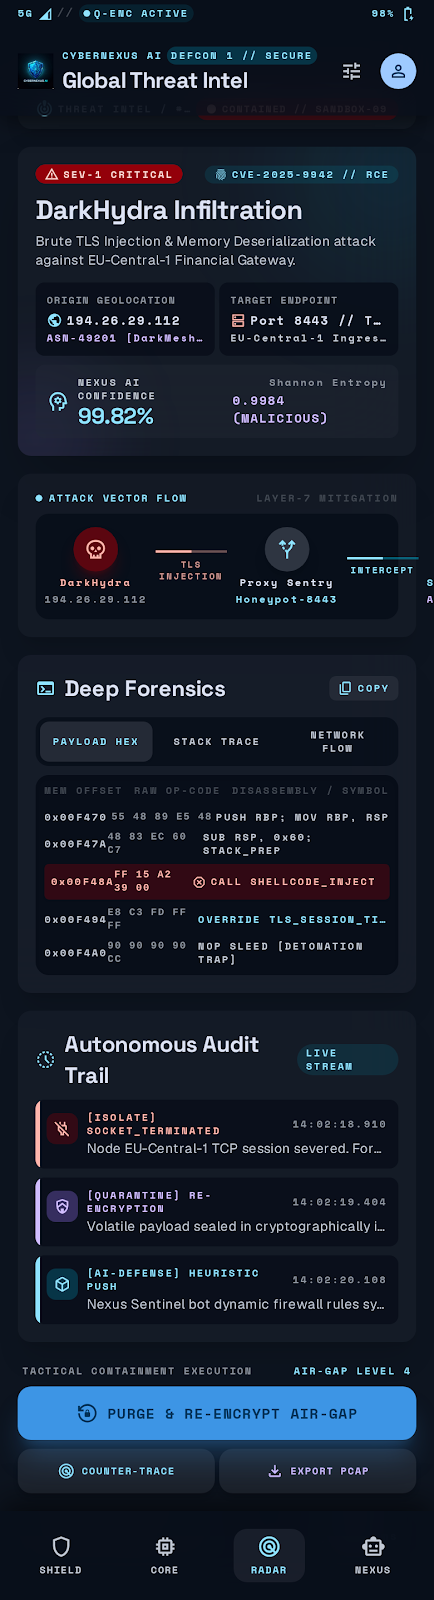 5G // Q-ENC ACTIVE 98%
CYBERNEXUS AI DEFCON 1 // SECURE
Global Threat Intel
THREAT INTEL / CONTAINED // SANDBOX-09
SEV-1 CRITICAL CVE-2025-9942 // RCE
DarkHydra Infiltration
Brute TLS Injection & Memory Deserialization attack
against EU-Central-1 Financial Gateway.
ORIGIN GEOLOCATION
194.26.29.112
ASN-49201 [DarkMesh…
TARGET ENDPOINT
Port 8443 // T…
EU-Central-1 Ingres…
NEXUS AI
CONFIDENCE
99.82%
Shannon Entropy
0.9984
(MALICIOUS)
ATTACK VECTOR FLOW LAYER-7 MITIGATION
DarkHydra
194.26.29.112
TLS
INJECTION
Proxy Sentry
Honeypot-8443
INTERCEPT
S
A
Deep Forensics COPY
PAYLOAD HEX STACK TRACE NETWORK
FLOW
MEM OFFSET RAW OP-CODE DISASSEMBLY / SYMBOL
0x00F470 55 48 89 E5 48 PUSH RBP; MOV RBP, RSP
0x00F47A 48 83 EC 60
C7
SUB RSP, 0x60;
STACK_PREP
0x00F48A FF 15 A2
39 00
CALL SHELLCODE_INJECT
0x00F494 E8 C3 FD FF
FF
OVERRIDE TLS_SESSION_TI…
0x00F4A0 90 90 90 90
CC
NOP SLED [DETONATION
TRAP]
Autonomous Audit
Trail
LIVE
STREAM
[ISOLATE]
SOCKET_TERMINATED
14:02:18.910
Node EU-Central-1 TCP session severed. For…
[QUARANTINE] RE-
ENCRYPTION
14:02:19.404
Volatile payload sealed in cryptographically i…
[AI-DEFENSE] HEURISTIC
PUSH
14:02:20.108
Nexus Sentinel bot dynamic firewall rules sy…
TACTICAL CONTAINMENT EXECUTION AIR-GAP LEVEL 4
PURGE & RE-ENCRYPT AIR-GAP
COUNTER-TRACE EXPORT PCAP
SHIELD CORE RADAR NEXUS